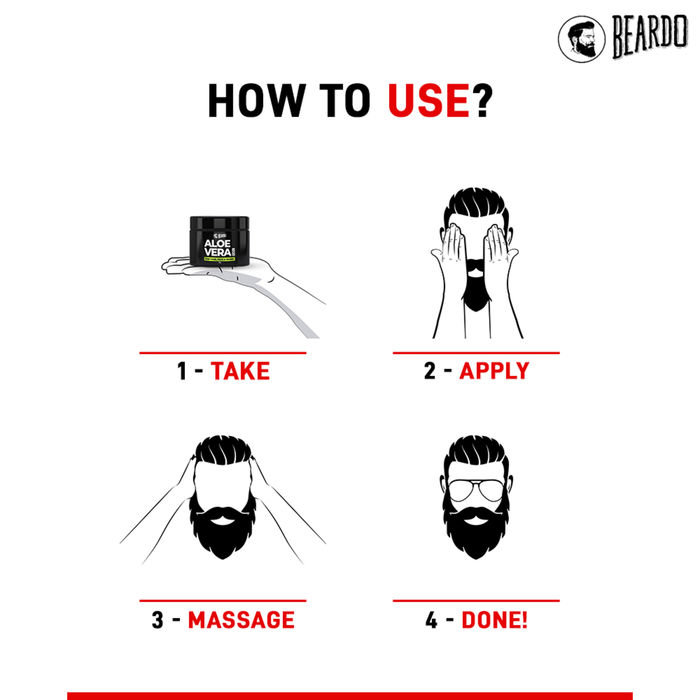 BEARDO
HOW TO USE?
ALOE
VERA
1 - TAKE
2 - APPLY
3 - MASSAGE
4 - DONE!